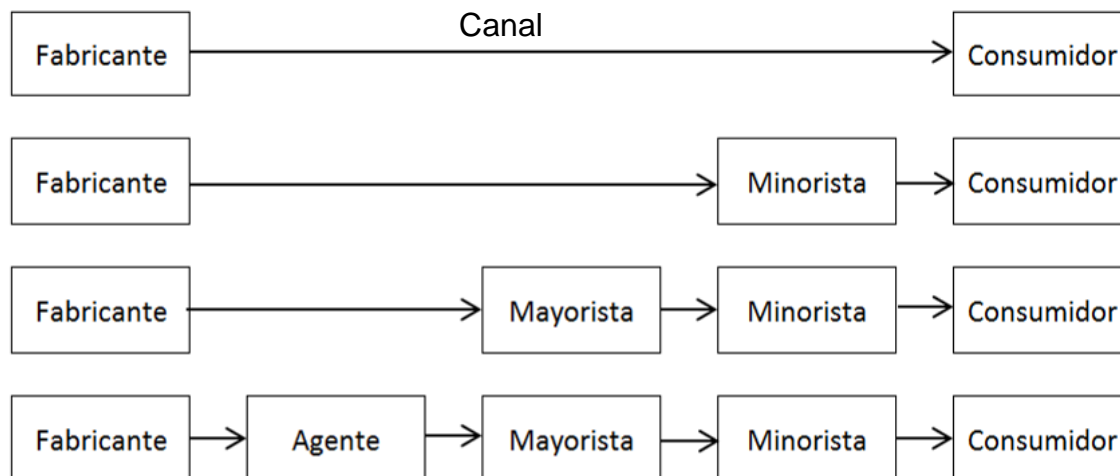 Canal
Fabricante Consumidor
Fabricante Minorista Consumidor
Fabricante Mayorista Minorista Consumidor
Fabricante Agente Mayorista Minorista Consumidor